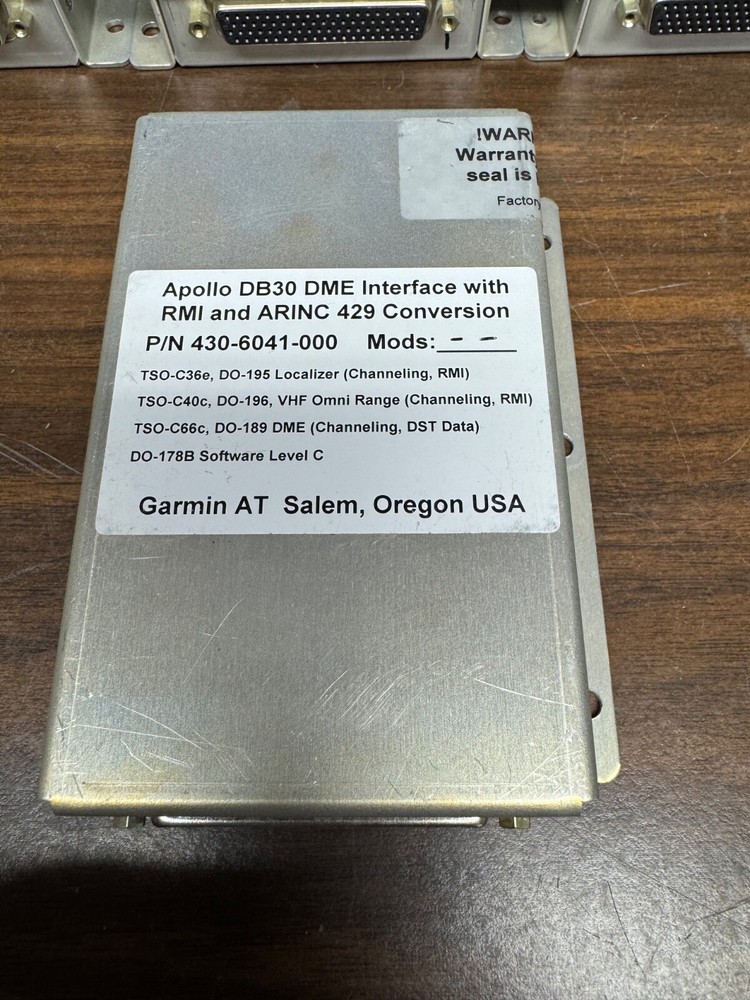 !WAR
Warrant
seal is
Factory
Apollo DB30 DME Interface with
RMI and ARINC 429 Conversion
P/N 430-6041-000 Mods: - -
TSO-C36e, DO-195 Localizer (Channeling, RMI)
TSO-C40c, DO-196, VHF Omni Range (Channeling, RMI)
TSO-C66c, DO-189 DME (Channeling, DST Data)
DO-178B Software Level C
Garmin AT Salem, Oregon USA